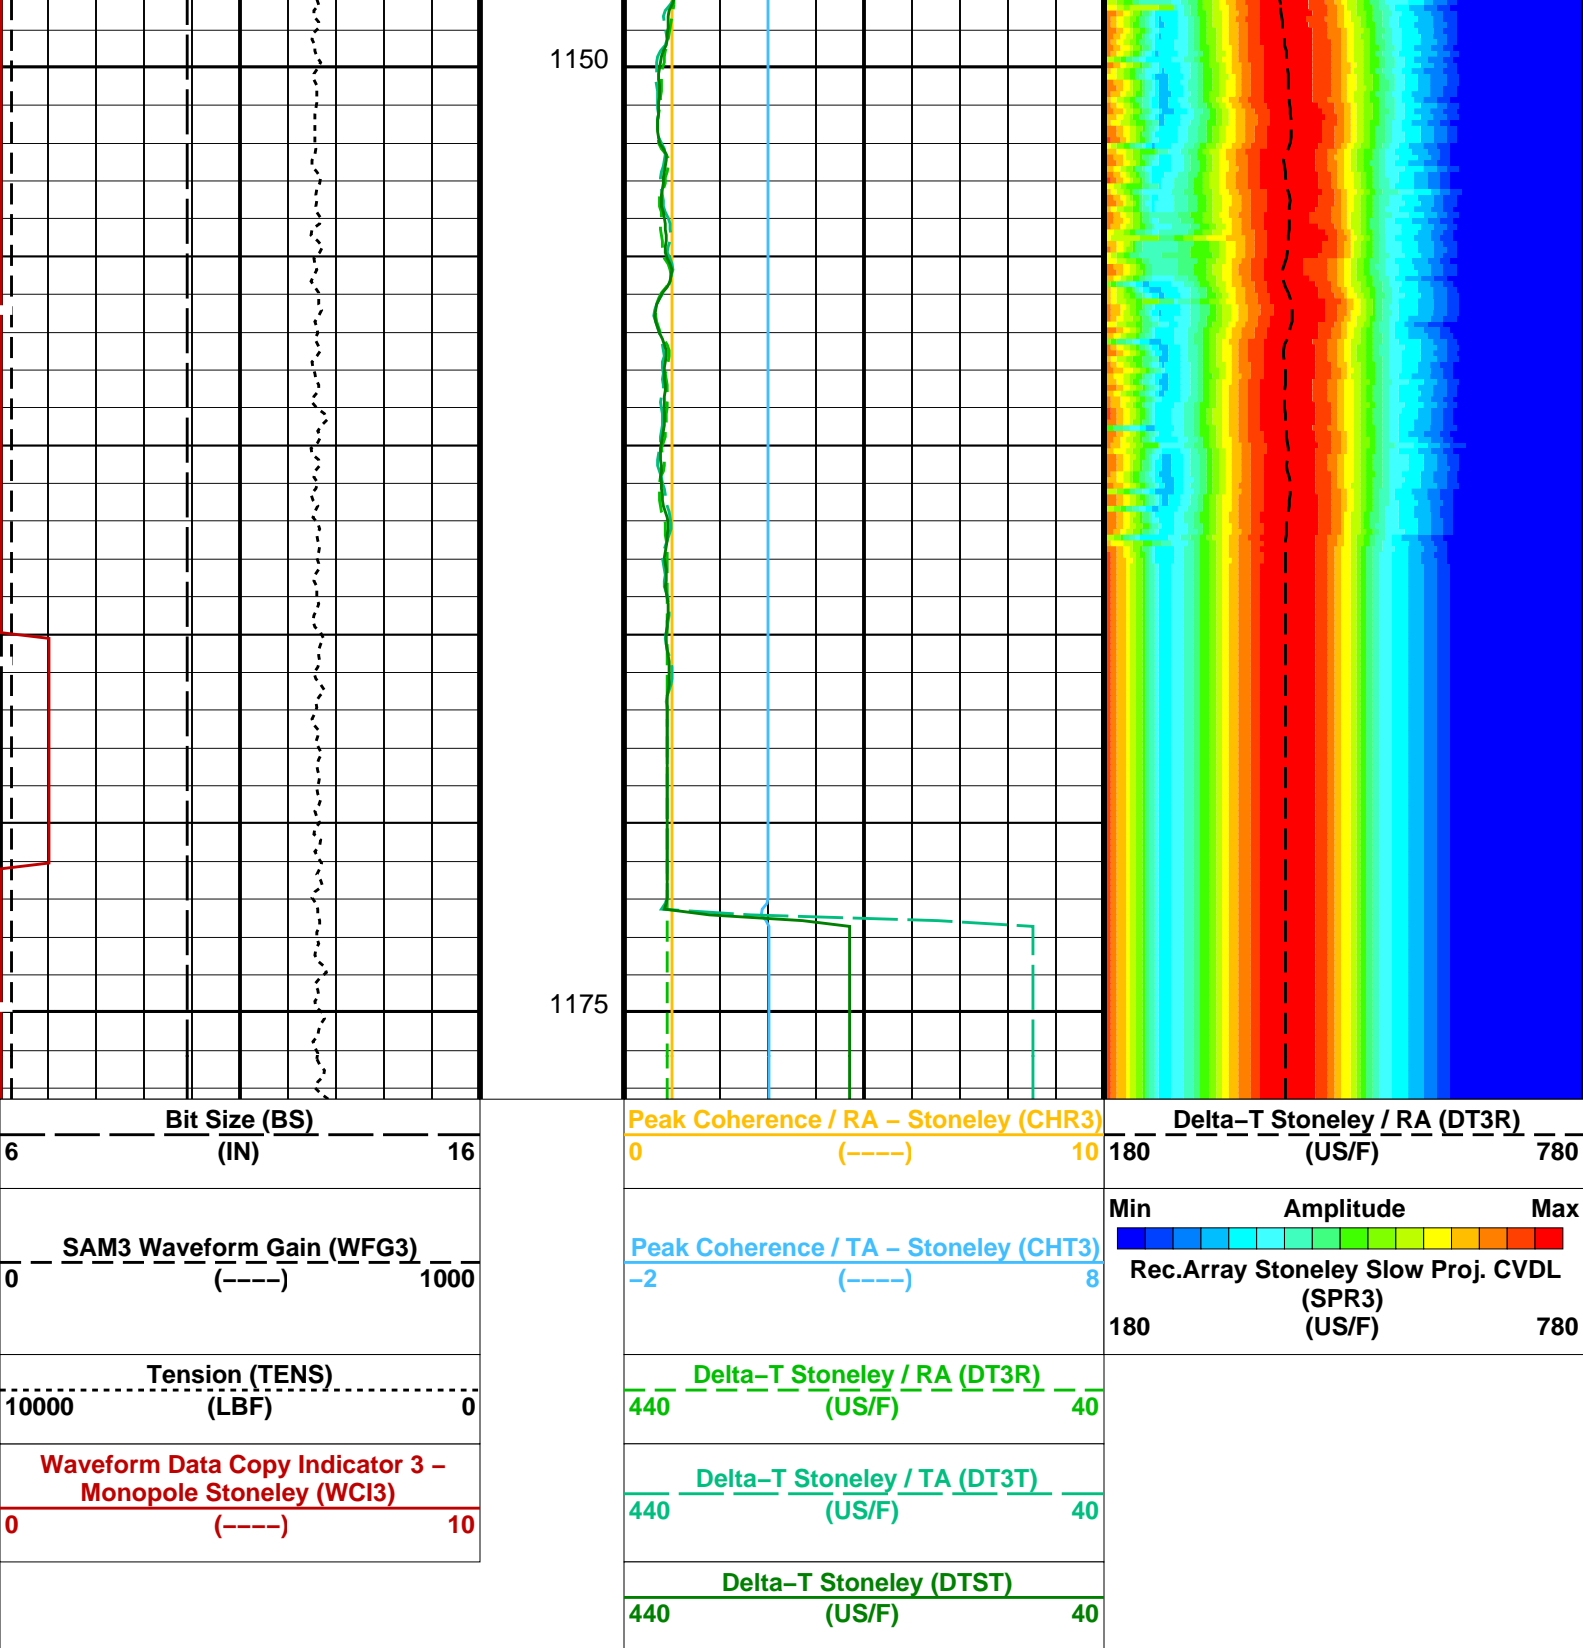 1150
1175
Bit Size (BS)
6 (IN) 16
SAM3 Waveform Gain (WFG3)
0 (----) 1000
Tension (TENS)
10000 (LBF) 0
Waveform Data Copy Indicator 3 –
Monopole Stoneley (WCI3)
0 (----) 10
Peak Coherence / RA – Stoneley (CHR3)
0 (----) 10
Peak Coherence / TA – Stoneley (CHT3)
–2 (----) 8
Delta–T Stoneley / RA (DT3R)
440 (US/F) 40
Delta–T Stoneley / TA (DT3T)
440 (US/F) 40
Delta–T Stoneley (DTST)
440 (US/F) 40
Delta–T Stoneley / RA (DT3R)
180 (US/F) 780
Min Amplitude Max
Rec.Array Stoneley Slow Proj. CVDL
(SPR3)
180 (US/F) 780